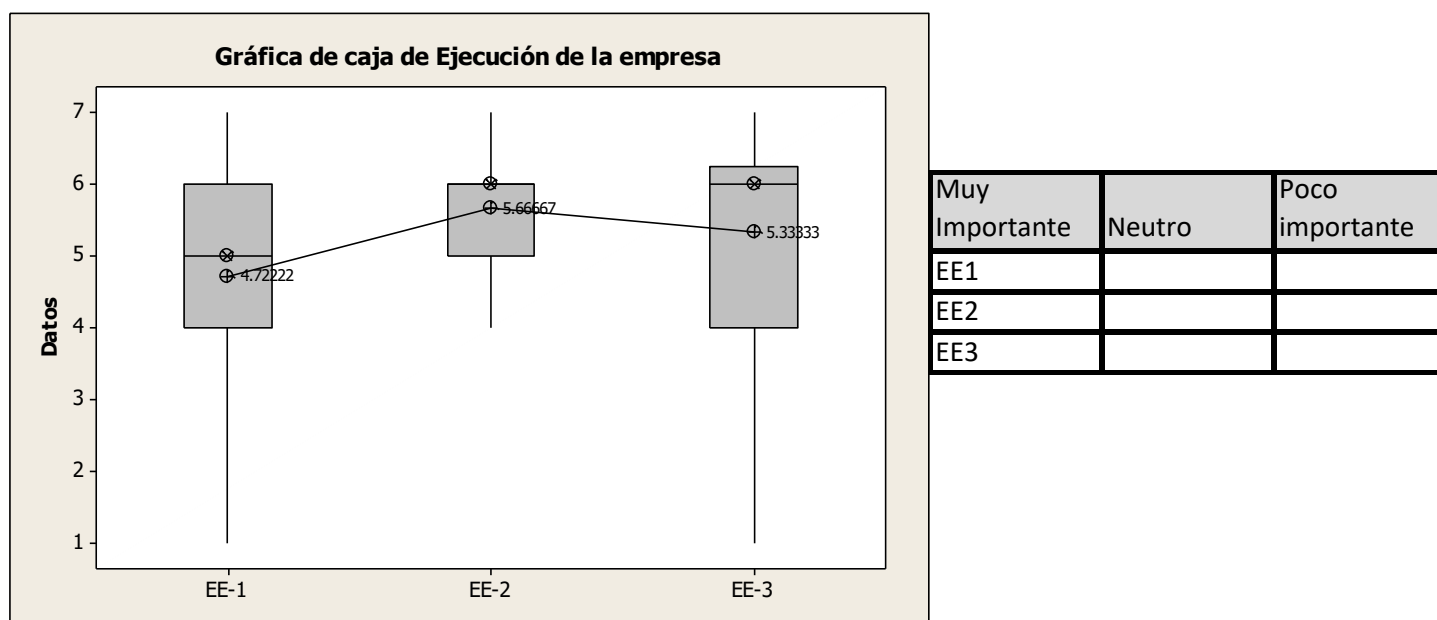 Gráfica de caja de Ejecución de la empresa
7
6
5
4
3
2
1
Datos
4.72222
5.66667
5.33333
EE-1 EE-2 EE-3
Muy Importante Neutro Poco importante
EE1
EE2
EE3